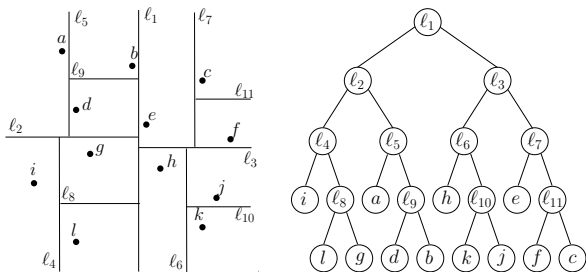 ℓ5 ℓ1 ℓ7
a
b
ℓ9
c
d
ℓ11
e
ℓ2
f
g
h
ℓ3
i
j
ℓ8
k
ℓ10
l
ℓ4 ℓ6
ℓ1
ℓ2 ℓ3
ℓ4 ℓ5 ℓ6 ℓ7
i ℓ8 a ℓ9 h ℓ10 e ℓ11
l g d b k j f c